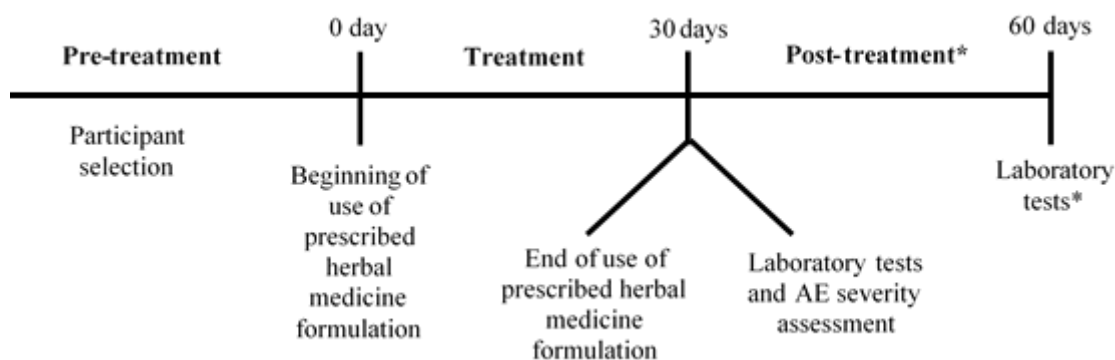 0 day
30 days
60 days
Pre-treatment
Treatment
Post-treatment*
Participant
selection
Beginning of
use of
prescribed
herbal
medicine
formulation
End of use of
prescribed herbal
medicine
formulation
Laboratory tests
and AE severity
assessment
Laboratory
tests*